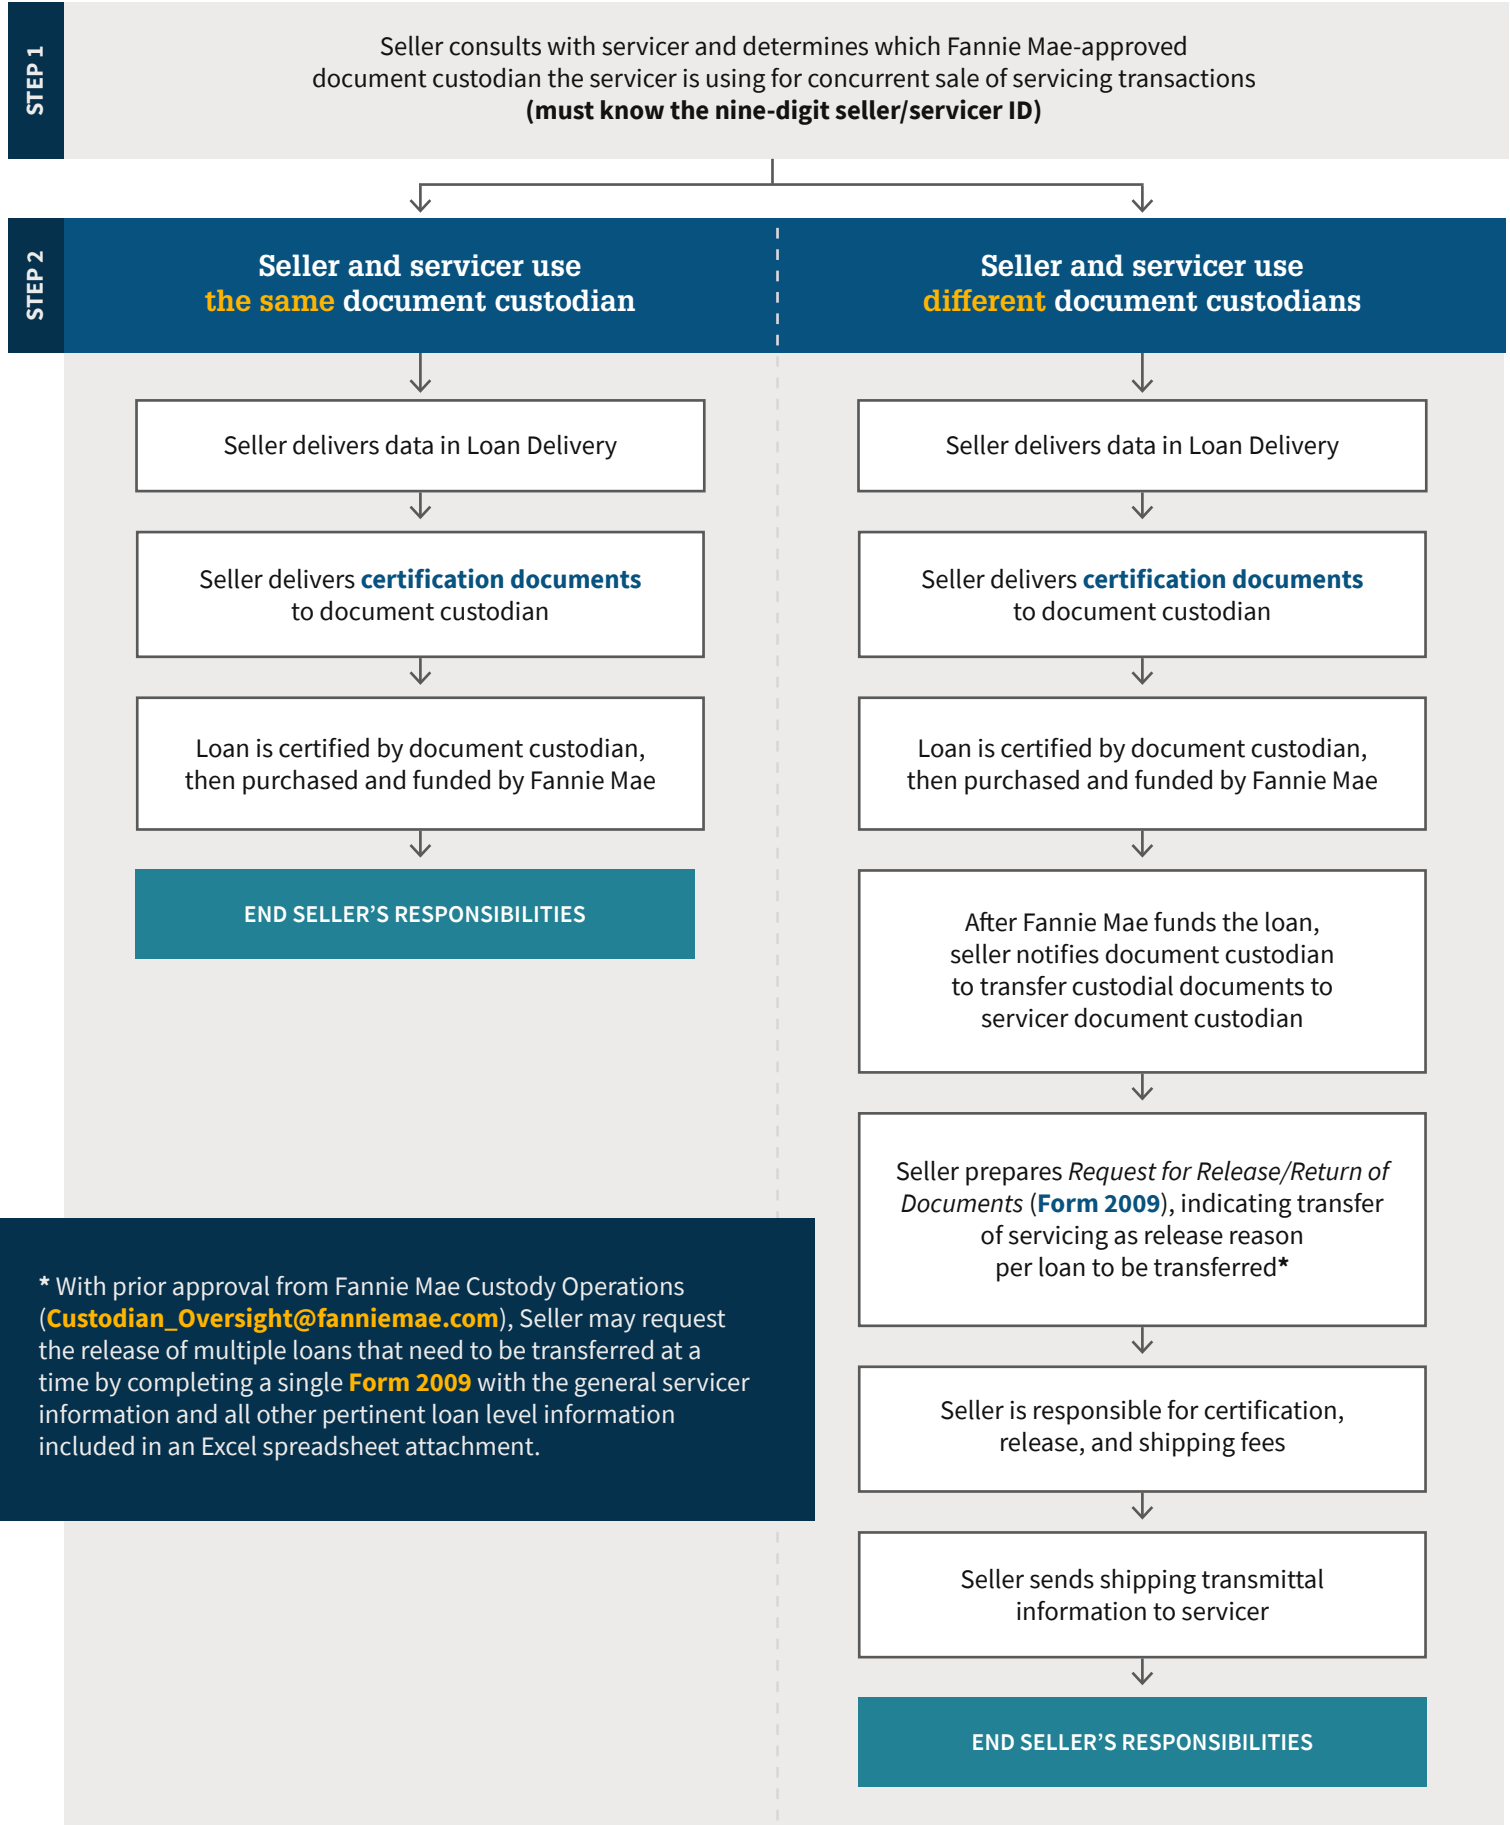 STEP 1
Seller consults with servicer and determines which Fannie Mae-approved
document custodian the servicer is using for concurrent sale of servicing transactions
(must know the nine-digit seller/servicer ID)
STEP 2
Seller and servicer use
the same document custodian
Seller delivers data in Loan Delivery
Seller delivers certification documents
to document custodian
Loan is certified by document custodian,
then purchased and funded by Fannie Mae
END SELLER’S RESPONSIBILITIES
Seller and servicer use
different document custodians
Seller delivers data in Loan Delivery
Seller delivers certification documents
to document custodian
Loan is certified by document custodian,
then purchased and funded by Fannie Mae
After Fannie Mae funds the loan,
seller notifies document custodian
to transfer custodial documents to
servicer document custodian
Seller prepares Request for Release/Return of
Documents (Form 2009), indicating transfer
of servicing as release reason
per loan to be transferred*
Seller is responsible for certification,
release, and shipping fees
Seller sends shipping transmittal
information to servicer
END SELLER’S RESPONSIBILITIES
* With prior approval from Fannie Mae Custody Operations
(Custodian_Oversight@fanniemae.com), Seller may request
the release of multiple loans that need to be transferred at a
time by completing a single Form 2009 with the general servicer
information and all other pertinent loan level information
included in an Excel spreadsheet attachment.